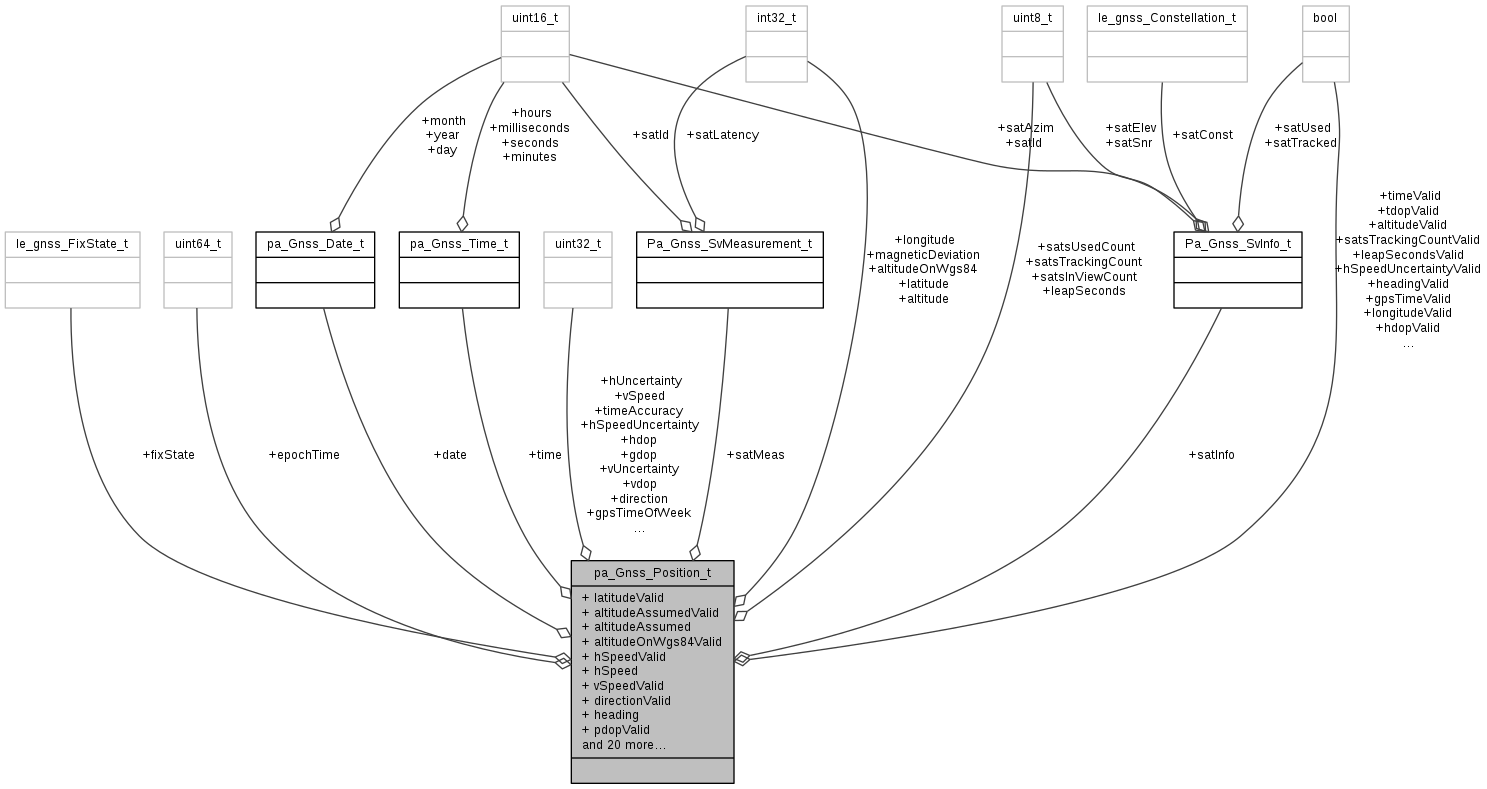 uint16_t
int32_t
uint8_t
le_gnss_Constellation_t
bool
+month
+year
+day
+hours
+milliseconds
+seconds
+minutes
+satId
+satLatency
+satAzim
+satId
+satElev
+satSnr
+satConst
+satUsed
+satTracked
le_gnss_FixState_t
uint64_t
pa_Gnss_Date_t
pa_Gnss_Time_t
uint32_t
Pa_Gnss_SvMeasurement_t
+longitude
+magneticDeviation
+altitudeOnWgs84
+latitude
+altitude
+satsUsedCount
+satsTrackingCount
+satsInViewCount
+leapSeconds
Pa_Gnss_SvInfo_t
+timeValid
+tdopValid
+altitudeValid
+satsTrackingCountValid
+leapSecondsValid
+hSpeedUncertaintyValid
+headingValid
+gpsTimeValid
+longitudeValid
+hdopValid
...
+fixState
+epochTime
+date
+time
+hUncertainty
+vSpeed
+timeAccuracy
+hSpeedUncertainty
+hdop
+gdop
+vUncertainty
+vdop
+direction
+gpsTimeOfWeek
...
+satMeas
+satInfo
pa_Gnss_Position_t
+ latitudeValid
+ altitudeAssumedValid
+ altitudeAssumed
+ altitudeOnWgs84Valid
+ hSpeedValid
+ hSpeed
+ vSpeedValid
+ directionValid
+ heading
+ pdopValid
and 20 more...